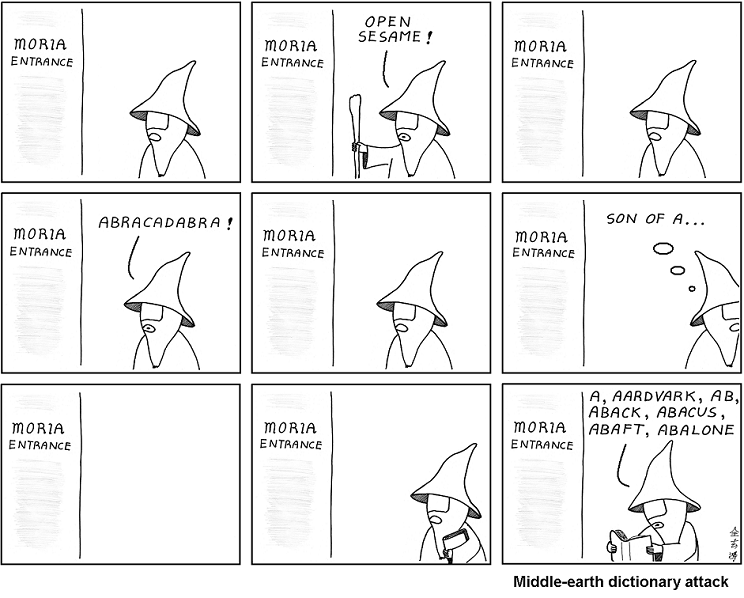 MORIA
ENTRANCE
MORIA
ENTRANCE
OPEN
SESAME!
MORIA
ENTRANCE
MORIA
ENTRANCE
ABRACADABRA!
MORIA
ENTRANCE
MORIA
ENTRANCE
SON OF A...
MORIA
ENTRANCE
MORIA
ENTRANCE
MORIA
ENTRANCE
A, AARDVARK, AB,
ABACK, ABACUS,
ABAFT, ABALONE
Middle-earth dictionary attack